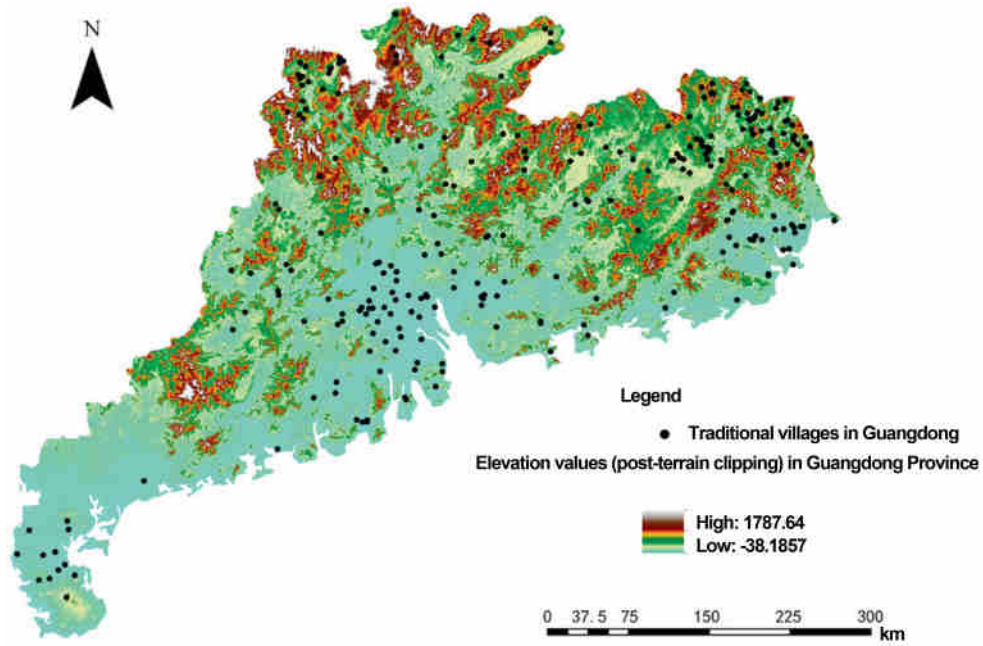 N
Legend
Traditional villages in Guangdong
Elevation values (post-terrain clipping) in Guangdong Province
High: 1787.64
Low: -38.1857
0 37. 5 75 150 225 300
km